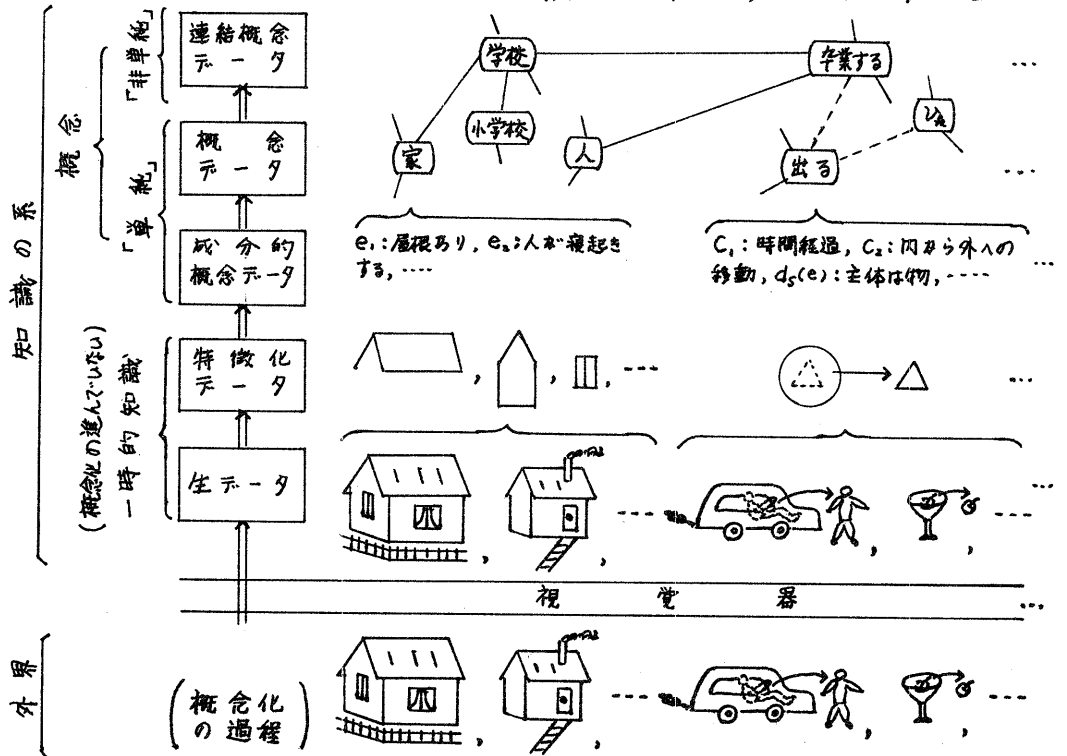 連結概念
データ
「非単純」
概念
概念
データ
「単純」
成分的
概念データ
知識の系
特徴化
データ
(概念化の進んでいない)
一時的知識
生データ
学校
卒業する
小学校
家
人
出る
...
...
e₁:屋根あり, e₂:人が寝起き
する, ....
C₁:時間経過, C₂:内から外への
移動, dₛ(e):主体は物, ....
...
, , , ...
...
, , ...
, , ...
...
視覚器
...
外界
(概念化
の過程)
, , ...
, , ...